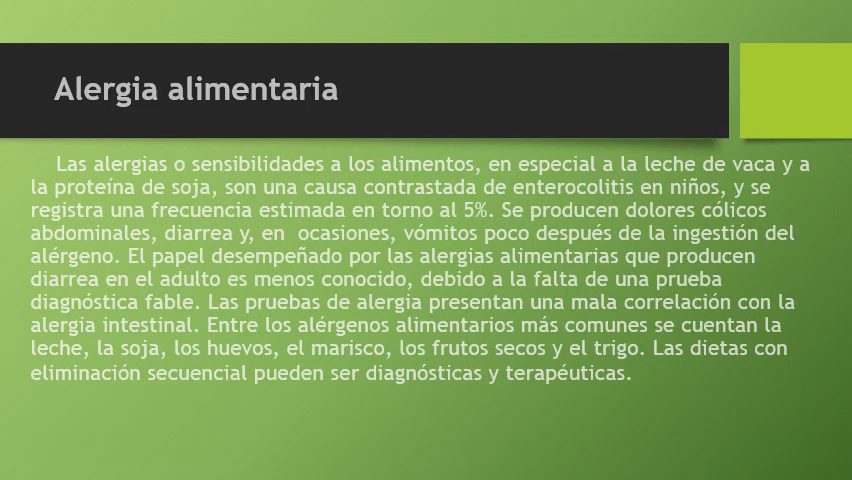 Alergia alimentaria
Las alergias o sensibilidades a los alimentos, en especial a la leche de vaca y a
la proteína de soja, son una causa contrastada de enterocolitis en niños, y se
registra una frecuencia estimada en torno al 5%. Se producen dolores cólicos
abdominales, diarrea y, en  ocasiones, vómitos poco después de la ingestión del
alérgeno. El papel desempeñado por las alergias alimentarias que producen
diarrea en el adulto es menos conocido, debido a la falta de una prueba
diagnóstica fable. Las pruebas de alergia presentan una mala correlación con la
alergia intestinal. Entre los alérgenos alimentarios más comunes se cuentan la
leche, la soja, los huevos, el marisco, los frutos secos y el trigo. Las dietas con
eliminación secuencial pueden ser diagnósticas y terapéuticas.